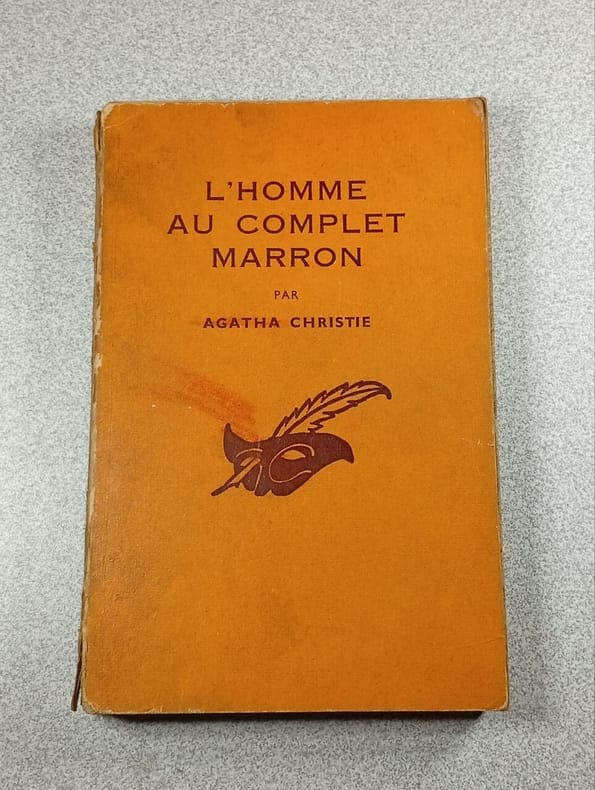 L'HOMME
AU COMPLET
MARRON
PAR
AGATHA CHRISTIE